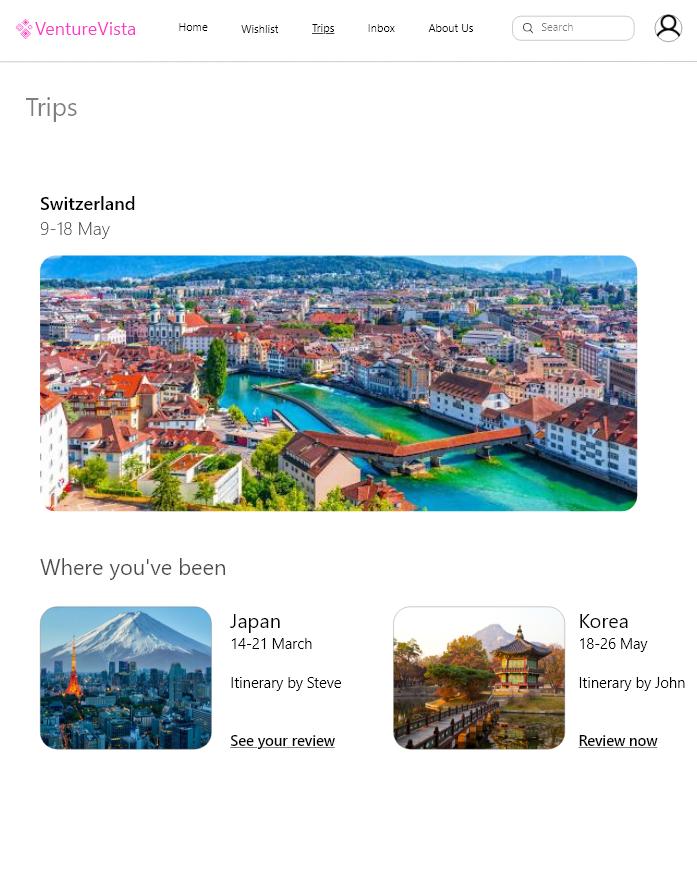 VentureVista
Home
Wishlist
Trips
Inbox
About Us
Search
Trips
Switzerland
9-18 May
Where you've been
Japan
14-21 March
Itinerary by Steve
See your review
Korea
18-26 May
Itinerary by John
Review now